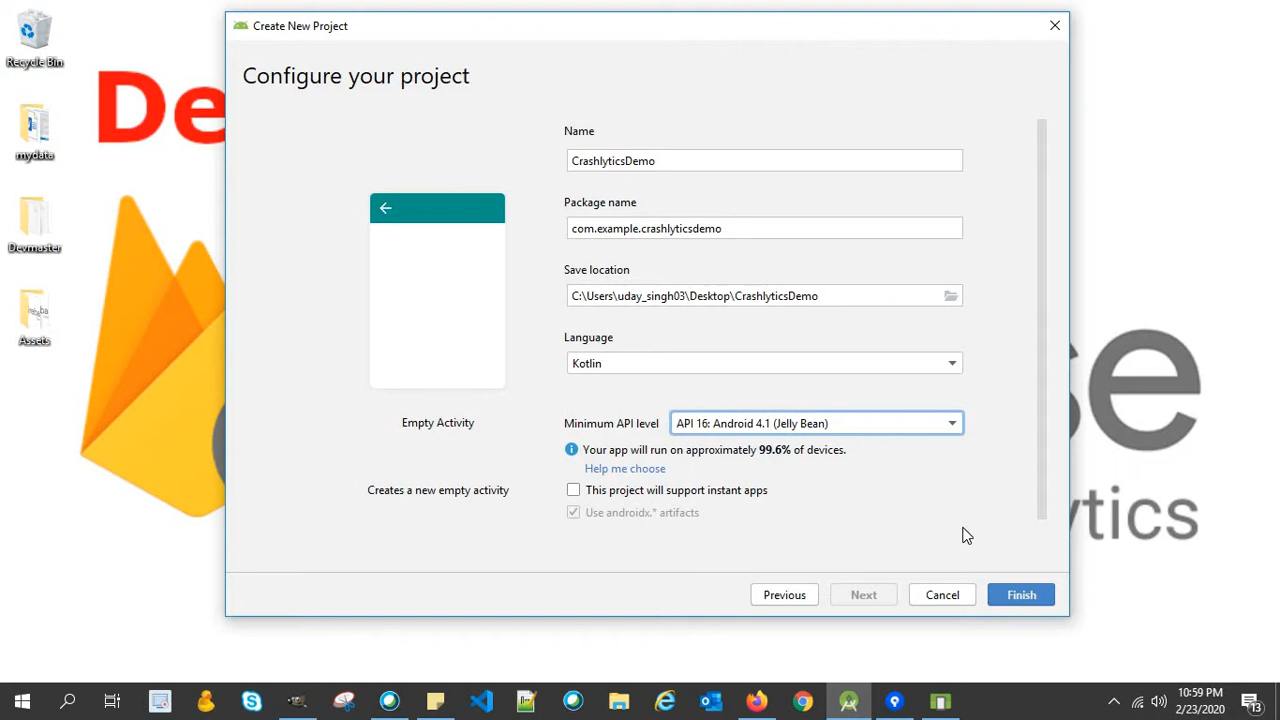 Create New Project
Recycle Bin
Configure your project
De
Name
CrashlyticsDemo
mydata
Package name
com.example.crashlyticsdemo
Devmaster
Save location
C:\Users\uday_singh03\Desktop\CrashlyticsDemo
Language
Kotlin
Assets
Empty Activity
Minimum API level
API 16: Android 4.1 (Jelly Bean)
se
Your app will run on approximately 99.6% of devices.
Help me choose
Creates a new empty activity
This project will support instant apps
Use androidx.* artifacts
ytics
Previous
Next
Cancel
Finish
10:59 PM
2/23/2020
13